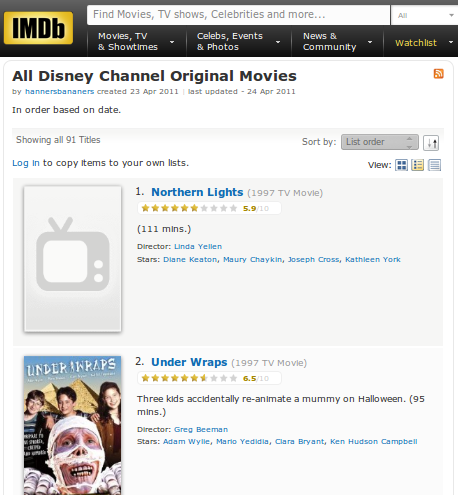 IMDb
Find Movies, TV shows, Celebrities and more...
All
Movies, TV
& Showtimes
Celebs, Events
& Photos
News &
Community
Watchlist
All Disney Channel Original Movies
by hannersbananers created 23 Apr 2011 | last updated - 24 Apr 2011
In order based on date.
Showing all 91 Titles
Sort by:
List order
Log in to copy items to your own lists.
View:
1. Northern Lights (1997 TV Movie)
5.9/10
(111 mins.)
Director: Linda Yellen
Stars: Diane Keaton, Maury Chaykin, Joseph Cross, Kathleen York
UNDER WRAPS
2. Under Wraps (1997 TV Movie)
6.5/10
Three kids accidentally re-animate a mummy on Halloween. (95
mins.)
Director: Greg Beeman
Stars: Adam Wylie, Mario Yedidia, Clara Bryant, Ken Hudson Campbell